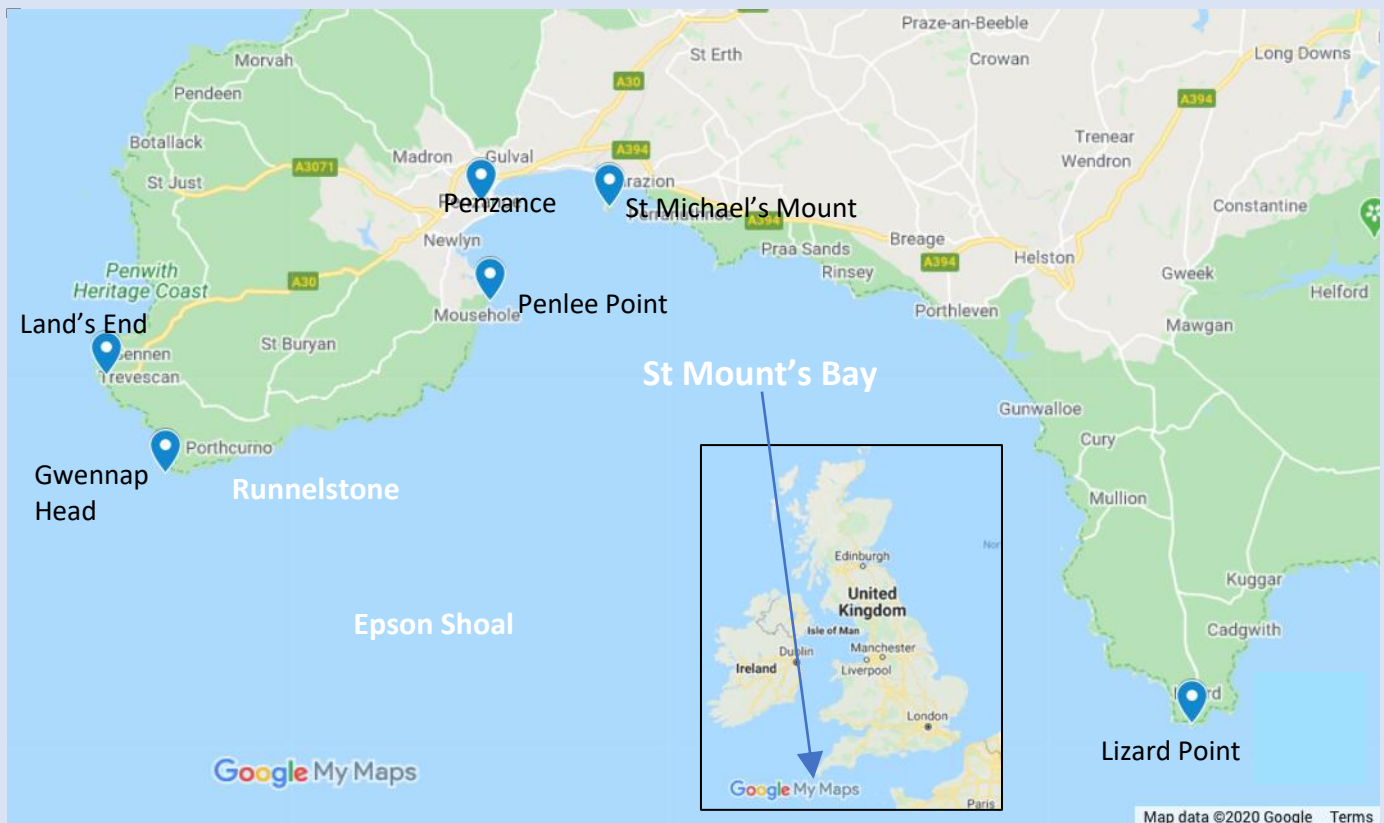 Praze-an-Beeble
St Erth
Crowan
Long Downs
Morvah
A30
Pendeen
A394
Botallack
Trenear
Madron
Gulval
A394
Wendron
A3071
St Just
Penzance
St Michael's Mount
Constantine
A394
Newlyn
Praa Sands
Breage
Penwith
Heritage Coast
A30
Rinsey
A394
Helston
Gweek
Helford
Penlee Point
Mousehole
Porthleven
Mawgan
Land's End
Sennen
St Buryan
Trevescan
St Mount's Bay
Gunwalloe
Cury
Porthcurno
Gwennap
Head
Runnelstone
Mullion
Edinburgh
United
Kingdom
Isle of Man
Kuggar
Epson Shoal
Cadgwith
Dublin
Manchester
Ireland
Liverpool
London
Lizard Point
Google My Maps
Google My Maps
Paris
Map data ©2020 Google Terms